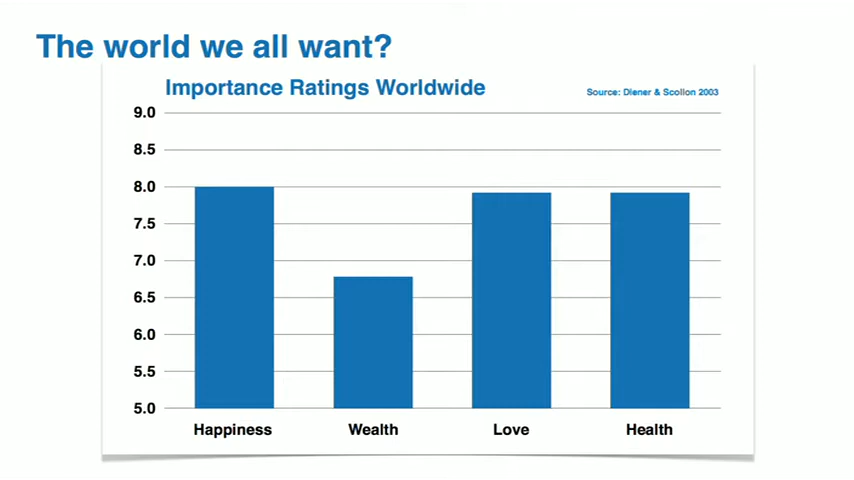 The world we all want?
Importance Ratings Worldwide
Source: Diener & Scollon 2003
9.0
8.5
8.0
7.5
7.0
6.5
6.0
5.5
5.0
Happiness Wealth Love Health